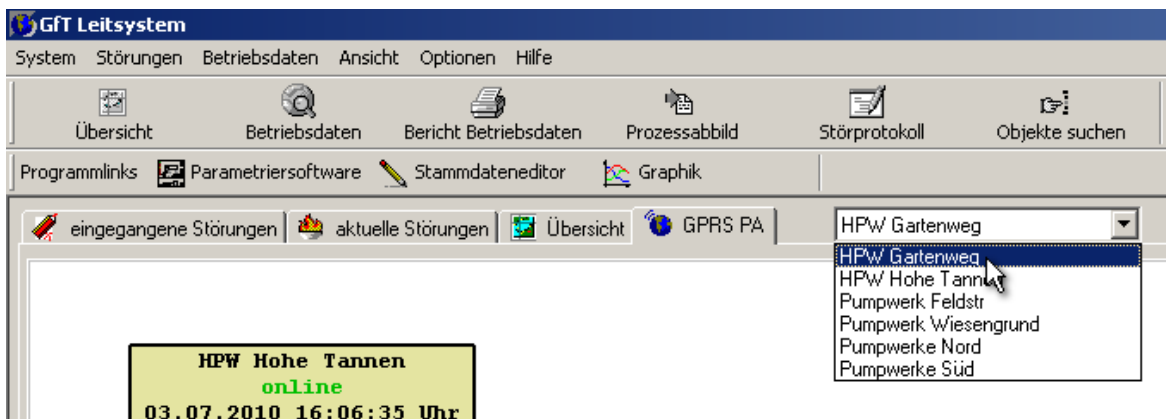 GfT Leitsystem
System Störungen Betriebsdaten Ansicht Optionen Hilfe
Übersicht Betriebsdaten Bericht Betriebsdaten Prozessabbild Störprotokoll Objekte suchen
Programmlinks Parametriersoftware Stammdateneditor Graphik
eingegangene Störungen aktuelle Störungen Übersicht GPRS PA HPW Gartenweg
HPW Gartenweg
HPW Hohe Tannen
Pumpwerk Feldstr
Pumpwerk Wiesengrund
Pumpwerke Nord
Pumpwerke Süd
HPW Hohe Tannen
online
03.07.2010 16:06:35 Uhr